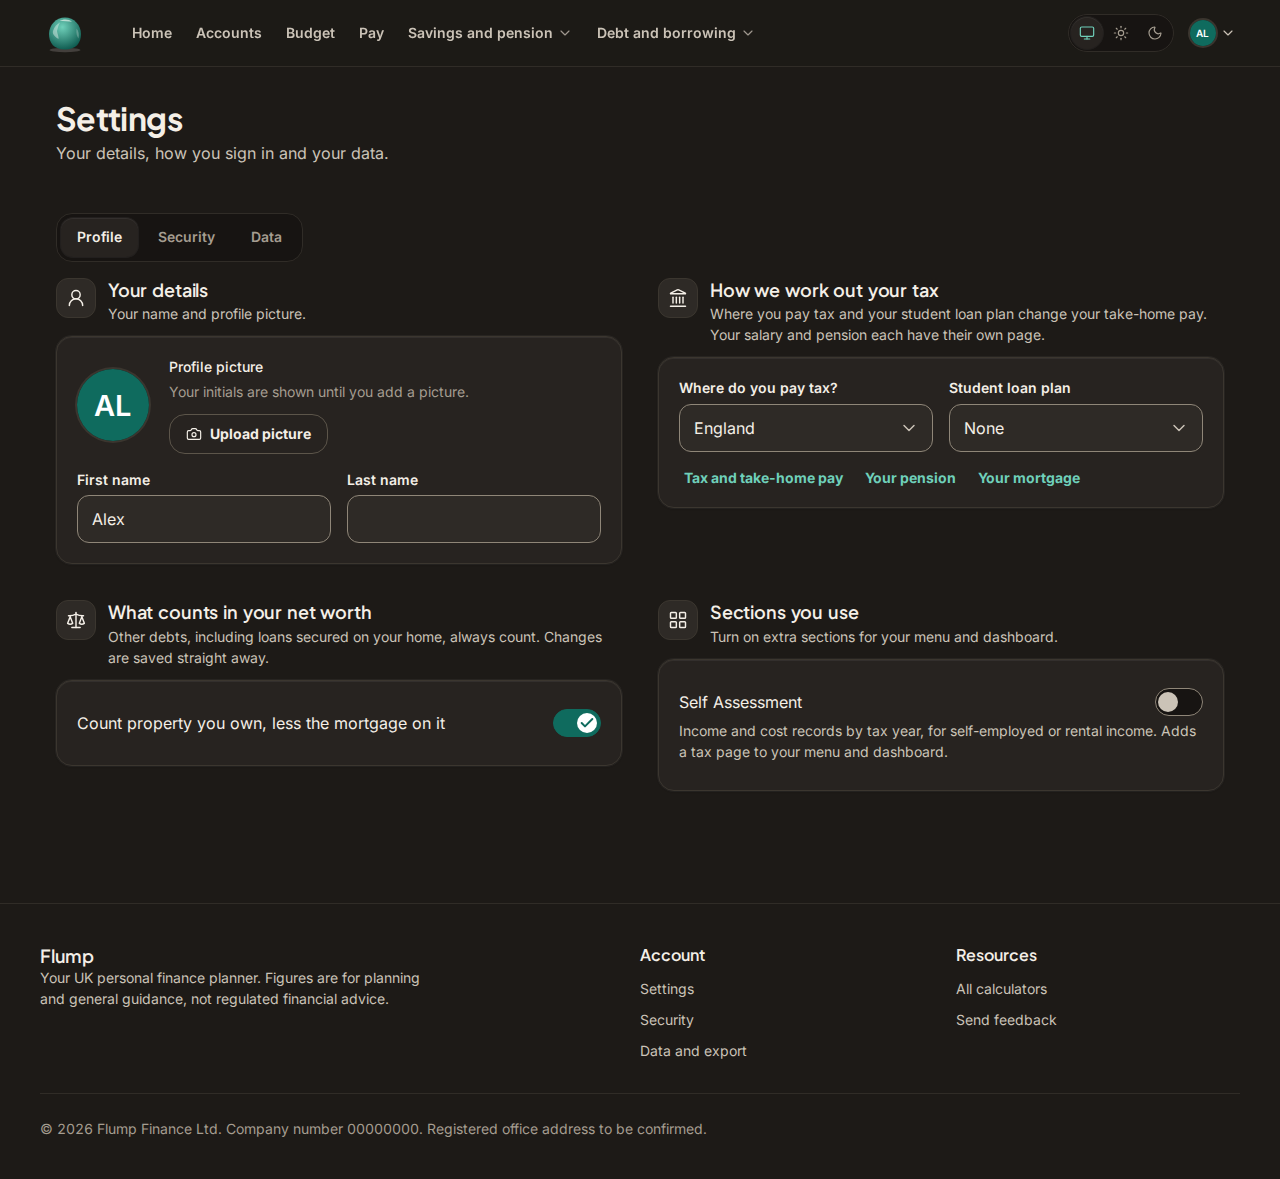 Home
Accounts
Budget
Pay
Savings and pension
Debt and borrowing
AL
Settings
Your details, how you sign in and your data.
Profile
Security
Data
Your details
Your name and profile picture.
AL
Profile picture
Your initials are shown until you add a picture.
Upload picture
First name
Last name
Alex
How we work out your tax
Where you pay tax and your student loan plan change your take-home pay.
Your salary and pension each have their own page.
Where do you pay tax?
Student loan plan
England
None
Tax and take-home pay
Your pension
Your mortgage
What counts in your net worth
Other debts, including loans secured on your home, always count. Changes
are saved straight away.
Count property you own, less the mortgage on it
Sections you use
Turn on extra sections for your menu and dashboard.
Self Assessment
Income and cost records by tax year, for self-employed or rental income. Adds
a tax page to your menu and dashboard.
Flump
Your UK personal finance planner. Figures are for planning
and general guidance, not regulated financial advice.
Account
Settings
Security
Data and export
Resources
All calculators
Send feedback
© 2026 Flump Finance Ltd. Company number 00000000. Registered office address to be confirmed.